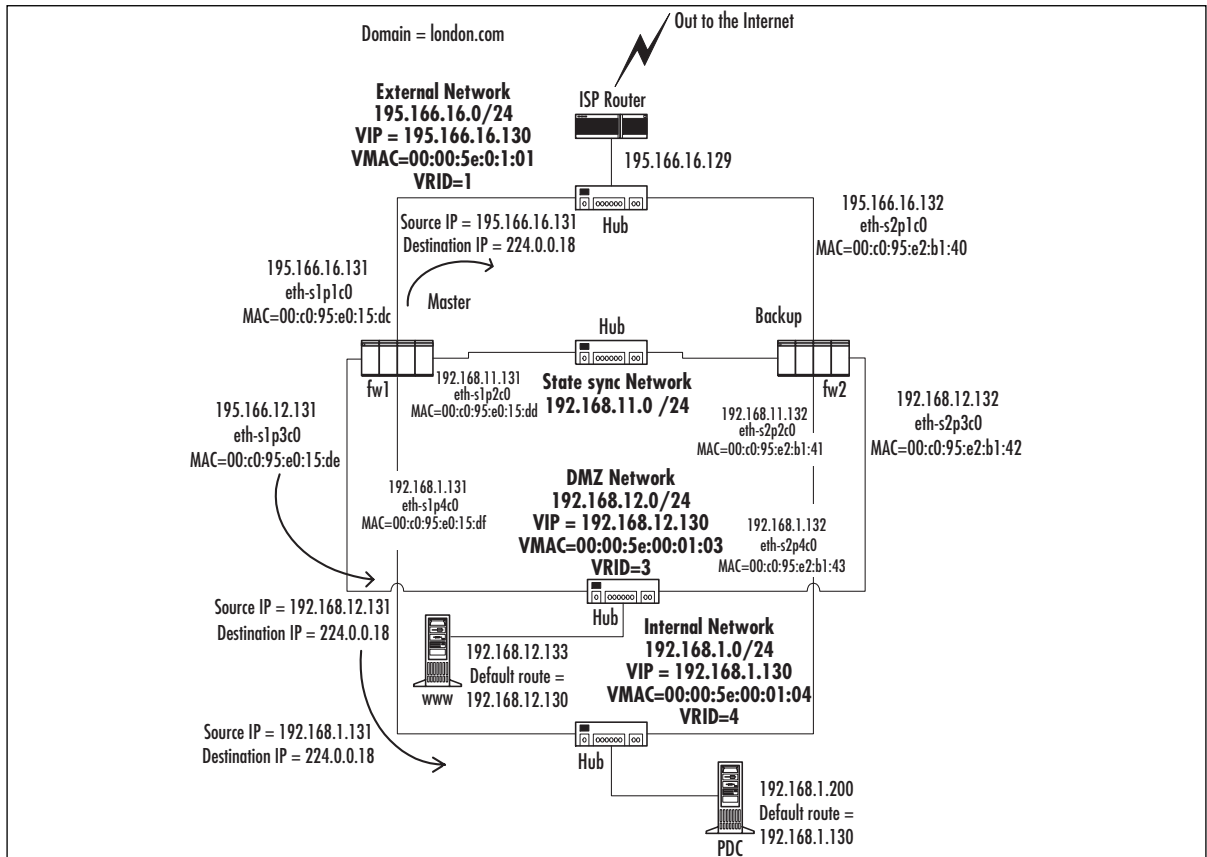 Domain = london.com
Out to the Internet
External Network
195.166.16.0/24
VIP = 195.166.16.130
VMAC=00:00:5e:0:1:01
VRID=1
ISP Router
195.166.16.129
Hub
Source IP = 195.166.16.131
Destination IP = 224.0.0.18
195.166.16.132
eth-s2p1c0
MAC=00:c0:95:e2:b1:40
195.166.16.131
eth-s1p1c0
MAC=00:c0:95:e0:15:dc
Master
Hub
Backup
fw1
192.168.11.131
eth-s1p2c0
MAC=00:c0:95:e0:15:dd
State sync Network
192.168.11.0 /24
192.168.11.132
eth-s2p2c0
MAC=00:c0:95:e2:b1:41
fw2
192.168.12.132
eth-s2p3c0
MAC=00:c0:95:e2:b1:42
195.166.12.131
eth-s1p3c0
MAC=00:c0:95:e0:15:de
192.168.1.131
eth-s1p4c0
MAC=00:c0:95:e0:15:df
DMZ Network
192.168.12.0/24
VIP = 192.168.12.130
VMAC=00:00:5e:00:01:03
VRID=3
192.168.1.132
eth-s2p4c0
MAC=00:c0:95:e2:b1:43
Source IP = 192.168.12.131
Destination IP = 224.0.0.18
Hub
www
192.168.12.133
Default route =
192.168.12.130
Internal Network
192.168.1.0/24
VIP = 192.168.1.130
VMAC=00:00:5e:00:01:04
VRID=4
Source IP = 192.168.1.131
Destination IP = 224.0.0.18
Hub
192.168.1.200
Default route =
192.168.1.130
PDC